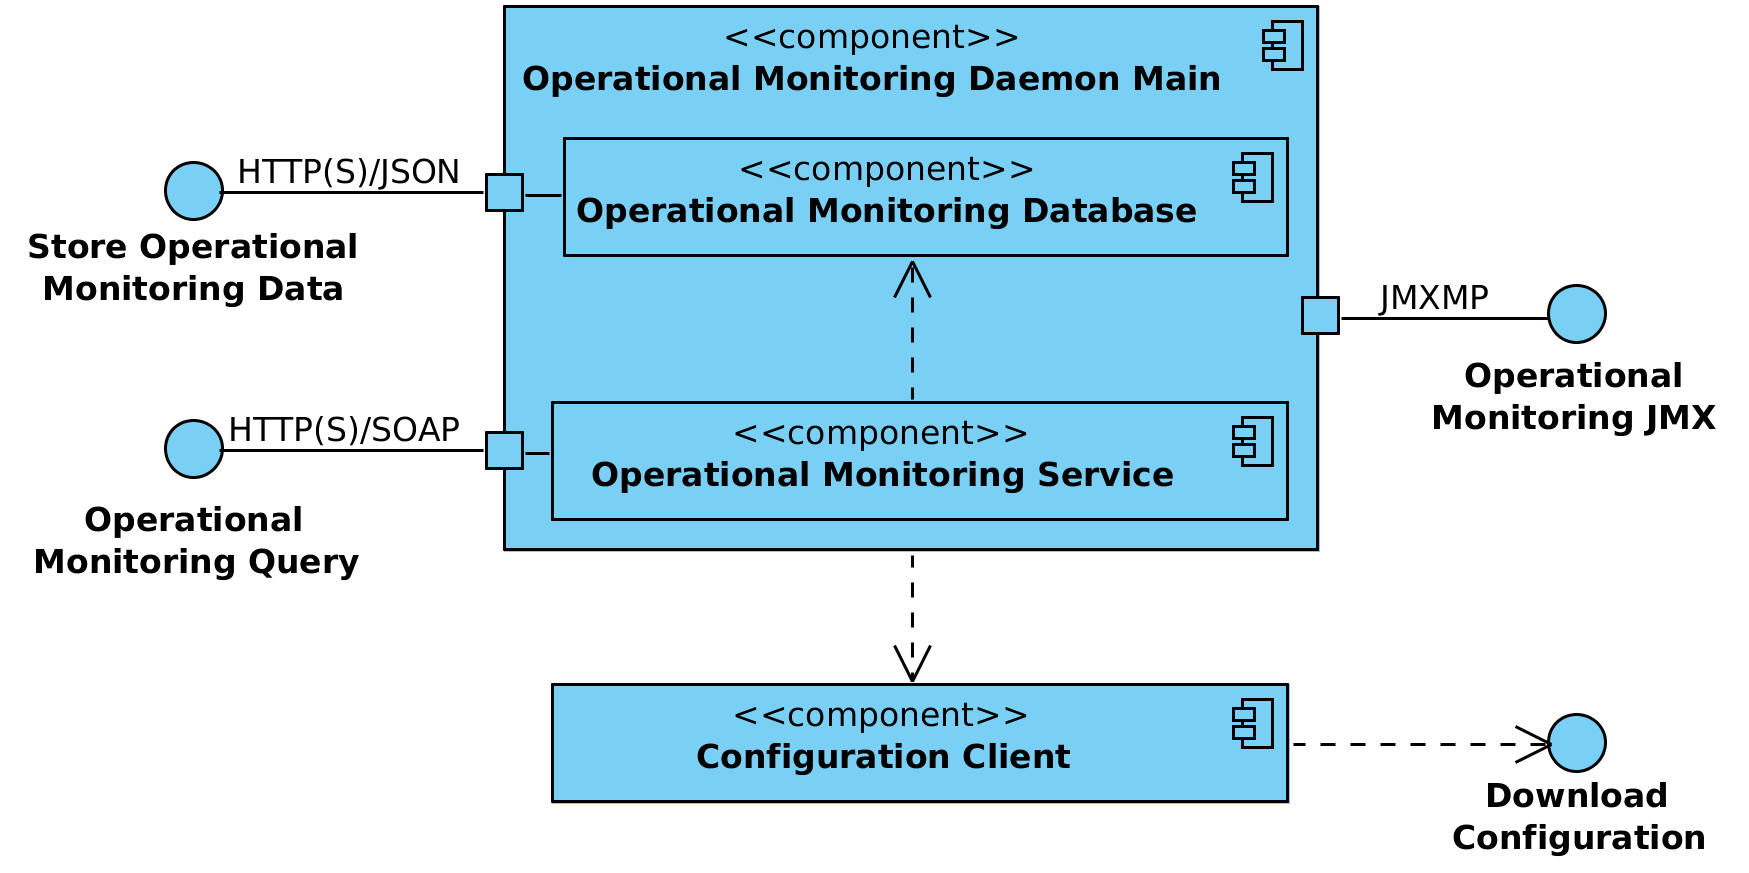 <<component>>
Operational Monitoring Daemon Main
<<component>>
Operational Monitoring Database
HTTP(S)/JSON
Store Operational
Monitoring Data
JMXMP
Operational
Monitoring JMX
HTTP(S)/SOAP
Operational
Monitoring Query
<<component>>
Operational Monitoring Service
<<component>>
Configuration Client
Download
Configuration